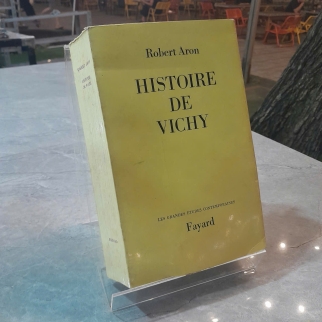 Robert Aron
HISTOIRE
DE
VICHY
LES GRANDES ÉTUDES CONTEMPORAINES
Fayard